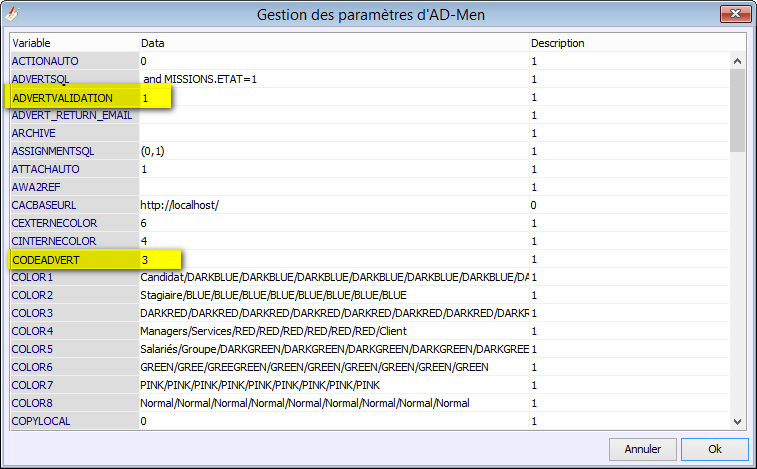 Gestion des paramètres d'AD-Men
Variable Data Description
ACTIONAUTO 0 1
ADVERTSQL and MISSIONS.ETAT=1 1
ADVERTVALIDATION 1 1
ADVERT_RETURN_EMAIL 1
ARCHIVE 1
ASSIGNMENTSQL (0,1) 1
ATTACHAUTO 1 1
AWA2REF 1
CACBASEURL http://localhost/ 0
CEXTERNECOLOR 6 1
CINTERNECOLOR 4 1
CODEADVERT 3 1
COLOR1 Candidat/DARKBLUE/DARKBLUE/DARKBLUE/DARKBLUE/DARKBLUE/DARKBLUE/DA 1
COLOR2 Stagiaire/BLUE/BLUE/BLUE/BLUE/BLUE/BLUE/BLUE/BLUE 1
COLOR3 DARKRED/DARKRED/DARKRED/DARKRED/DARKRED/DARKRED/DARKRED/DARKR 1
COLOR4 Managers/Services/RED/RED/RED/RED/RED/RED/Client 1
COLOR5 Salariés/Groupe/DARKGREEN/DARKGREEN/DARKGREEN/DARKGREEN/DARKGREE 1
COLOR6 GREEN/GREE/GREEGREEN/GREEN/GREEN/GREEN/GREEN/GREEN/GREEN 1
COLOR7 PINK/PINK/PINK/PINK/PINK/PINK/PINK/PINK/PINK 1
COLOR8 Normal/Normal/Normal/Normal/Normal/Normal/Normal/Normal/Normal 1
COPYLOCAL 0 1
Annuler Ok